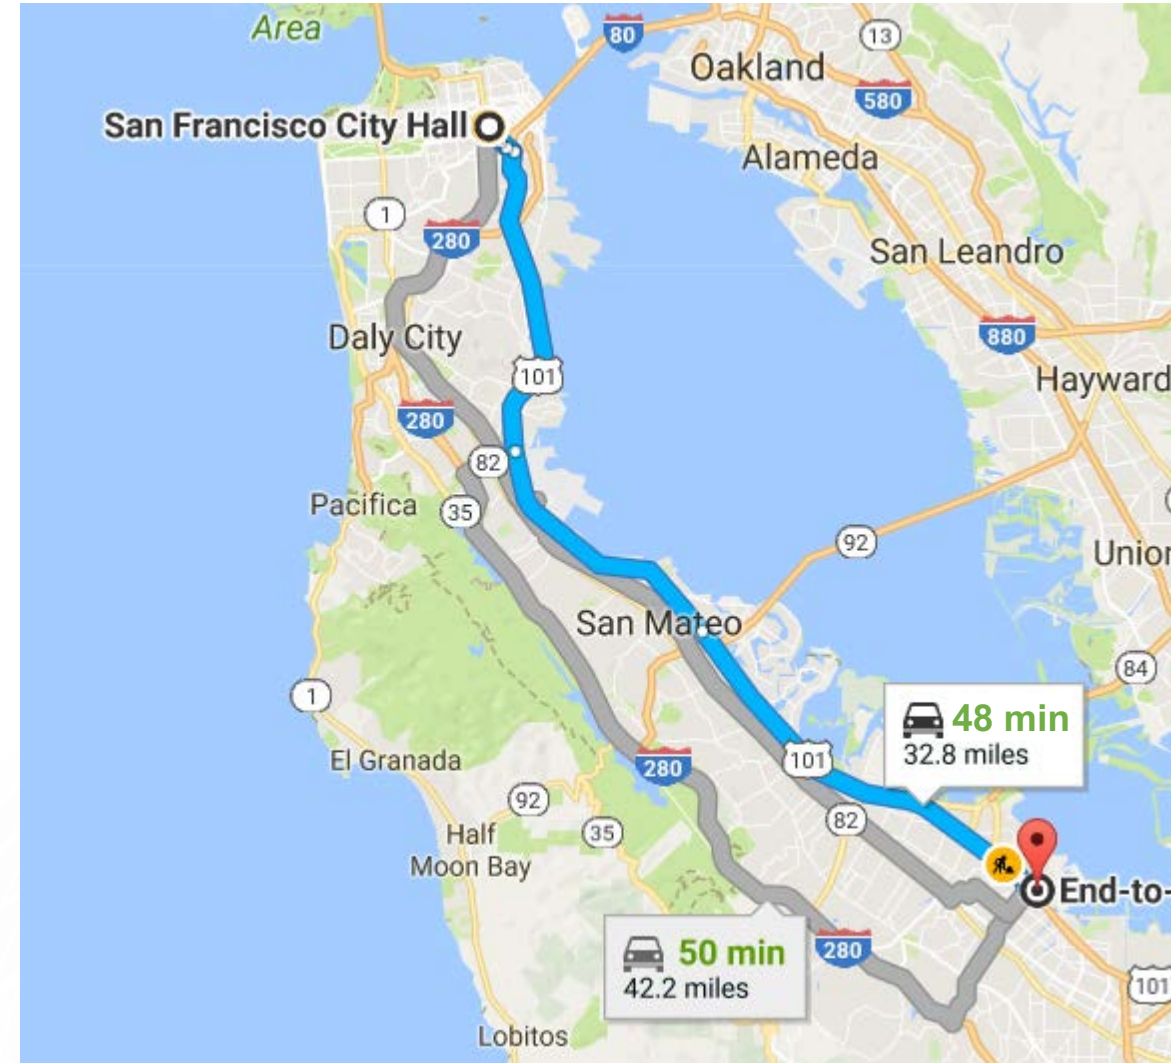 Area
80
13
Oakland
580
San Francisco City Hall
Alameda
1
280
San Leandro
Daly City
880
101
Hayward
280
82
Pacifica
35
92
Union
San Mateo
84
1
48 min
32.8 miles
El Granada
280
101
92
82
35
Half
Moon Bay
End-to-
50 min
42.2 miles
280
101
Lobitos